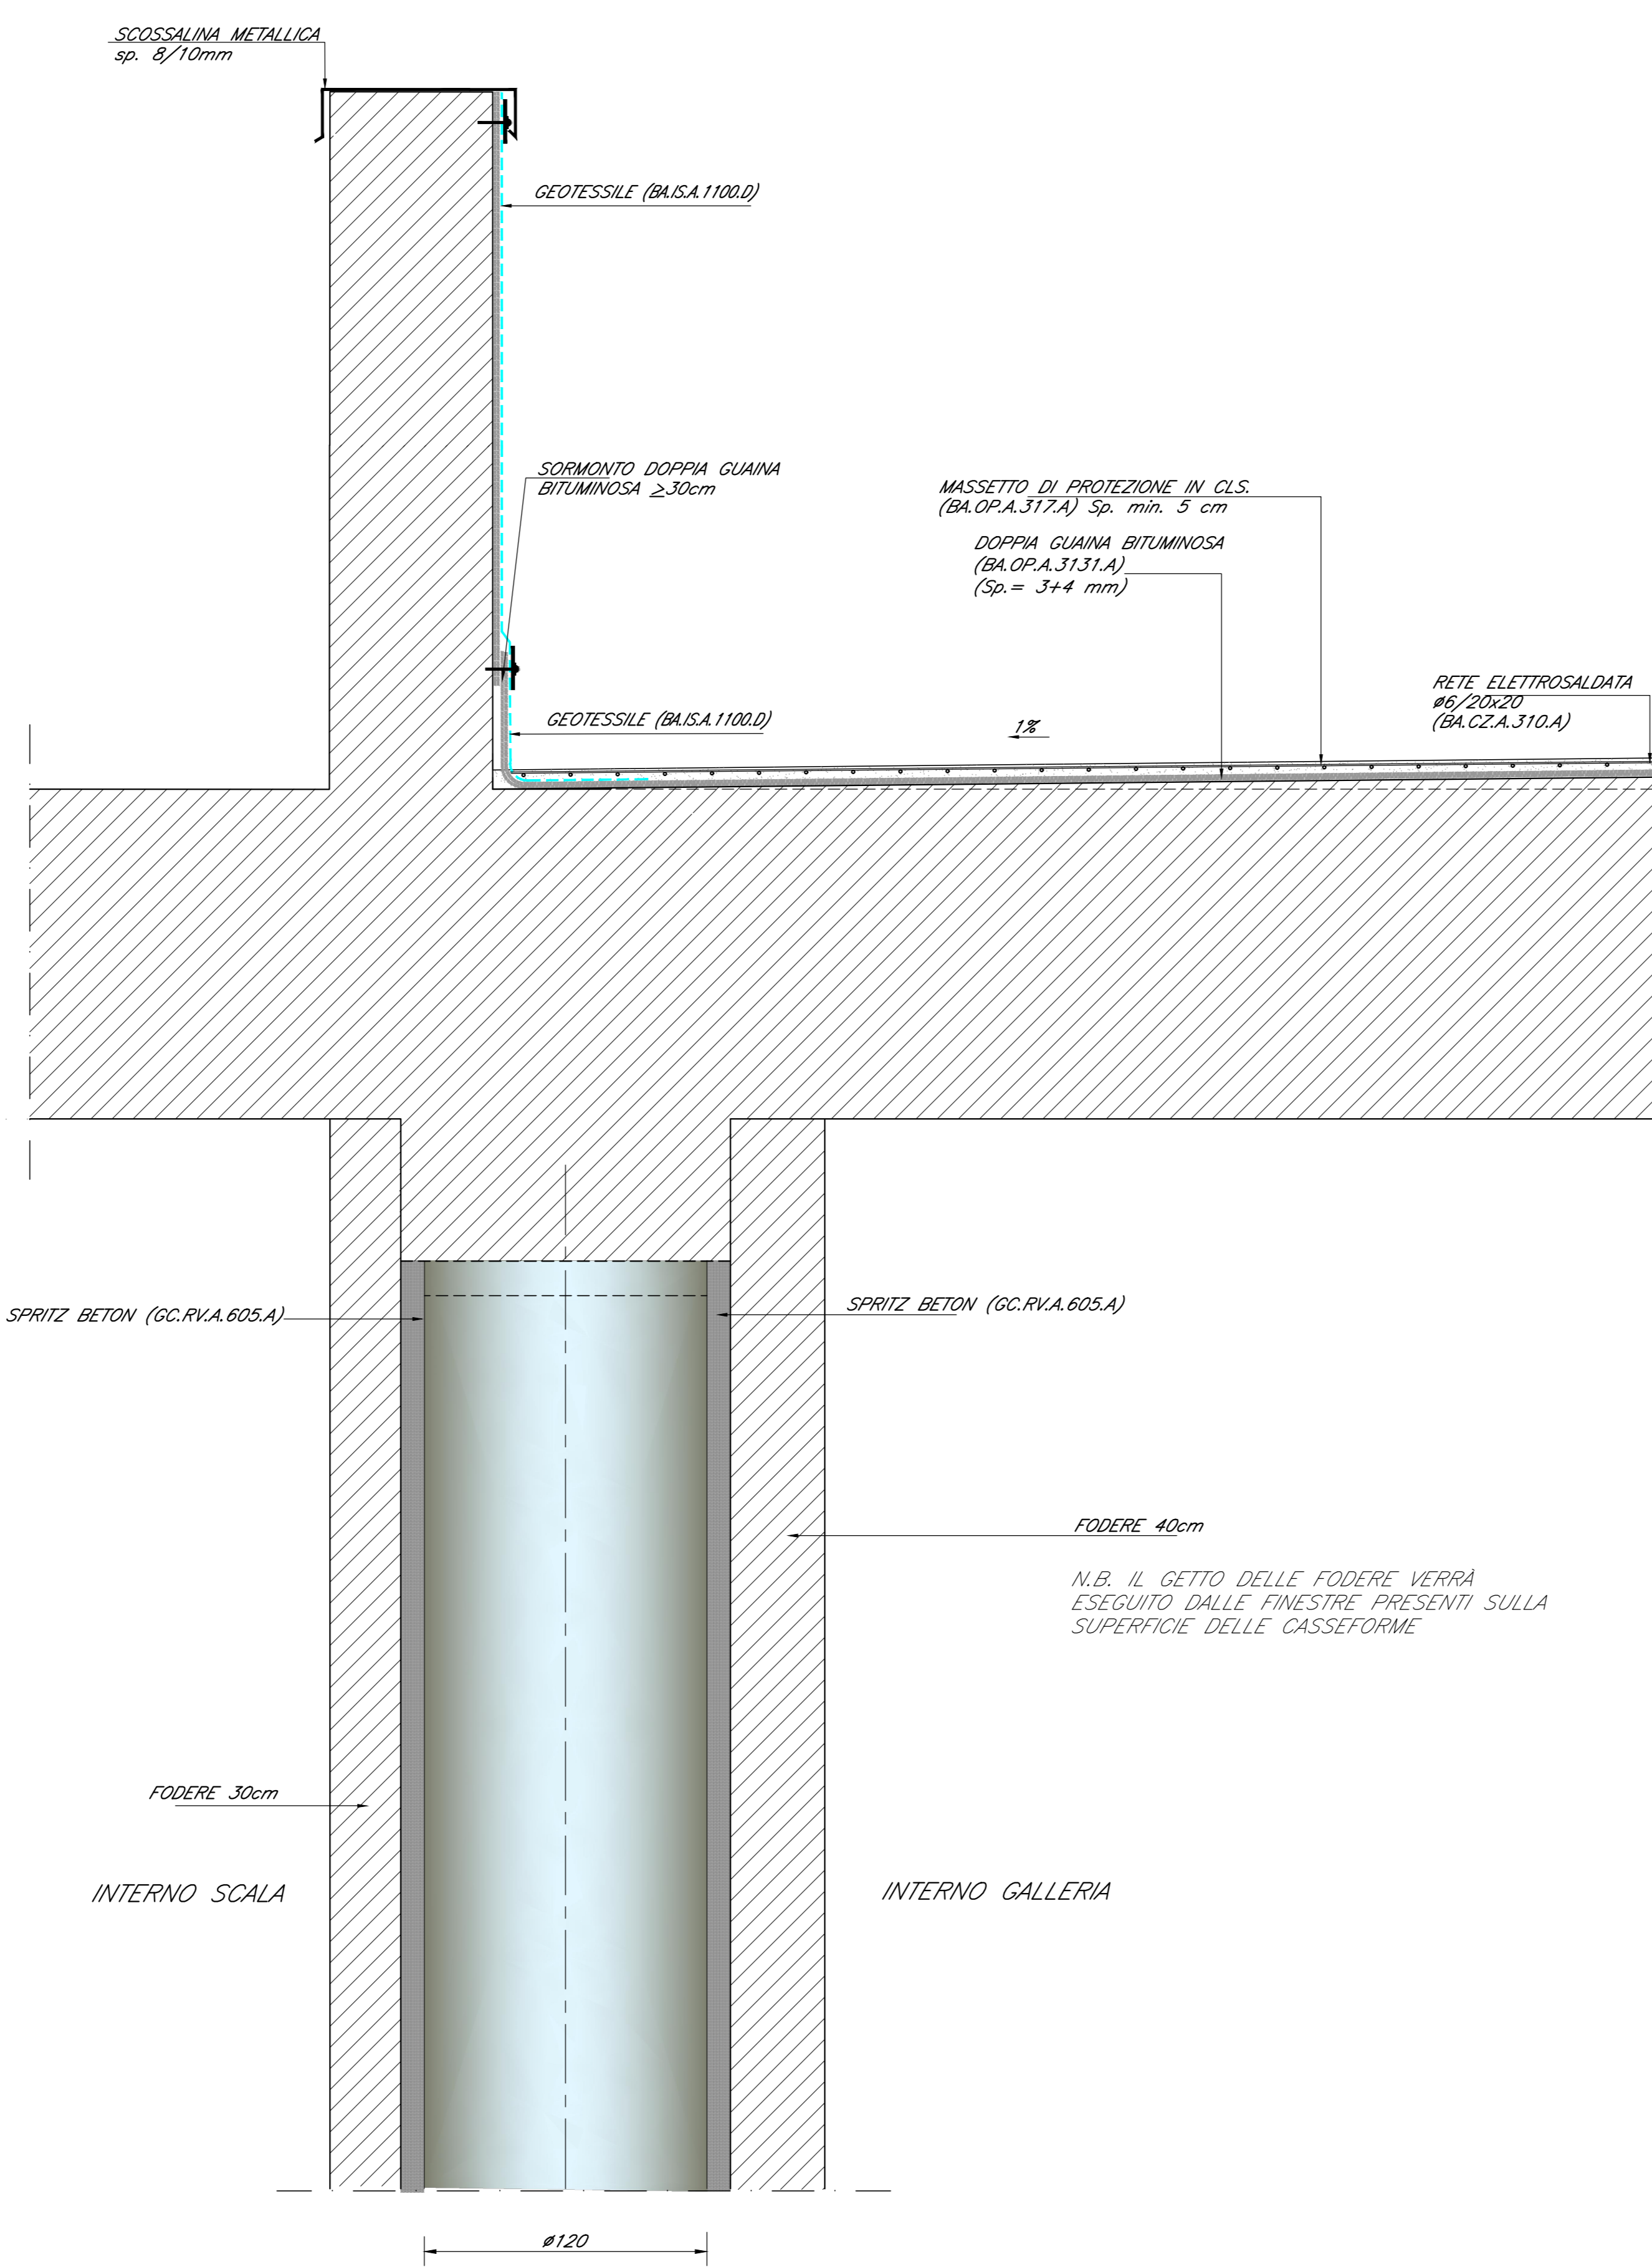 SCOSSALINA METALLICA
sp. 8/10mm
GEOTESSILE (BA.IS.A.1100.D)
SORMONTO DOPPIA GUAINA
BITUMINOSA ≥30cm
MASSETTO DI PROTEZIONE IN CLS.
(BA.OP.A.317.A) Sp. min. 5 cm
DOPPIA GUAINA BITUMINOSA
(BA.OP.A.3131.A)
(Sp.= 3+4 mm)
RETE ELETTROSALDATA
ø6/20x20
(BA.CZ.A.310.A)
GEOTESSILE (BA.IS.A.1100.D)
1%
SPRITZ BETON (GC.RV.A.605.A)
SPRITZ BETON (GC.RV.A.605.A)
FODERE 40cm
N.B. IL GETTO DELLE FODERE VERRÀ
ESEGUITO DALLE FINESTRE PRESENTI SULLA
SUPERFICIE DELLE CASSEFORME
FODERE 30cm
INTERNO SCALA
INTERNO GALLERIA
ø120